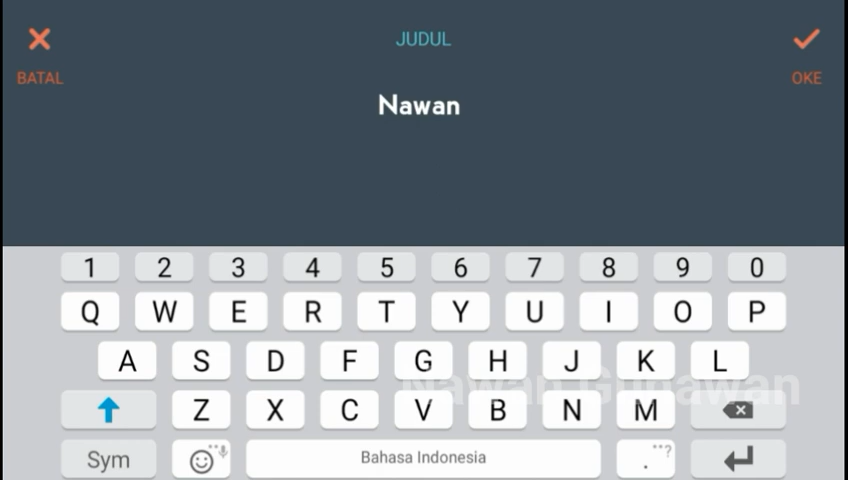 JUDUL
BATAL
OKE
Nawan
1 2 3 4 5 6 7 8 9 0
Q W E R T Y U I O P
A S D F G H J K L
Nawan Gunawan
Z X C V B N M
Sym
Bahasa Indonesia
. ?